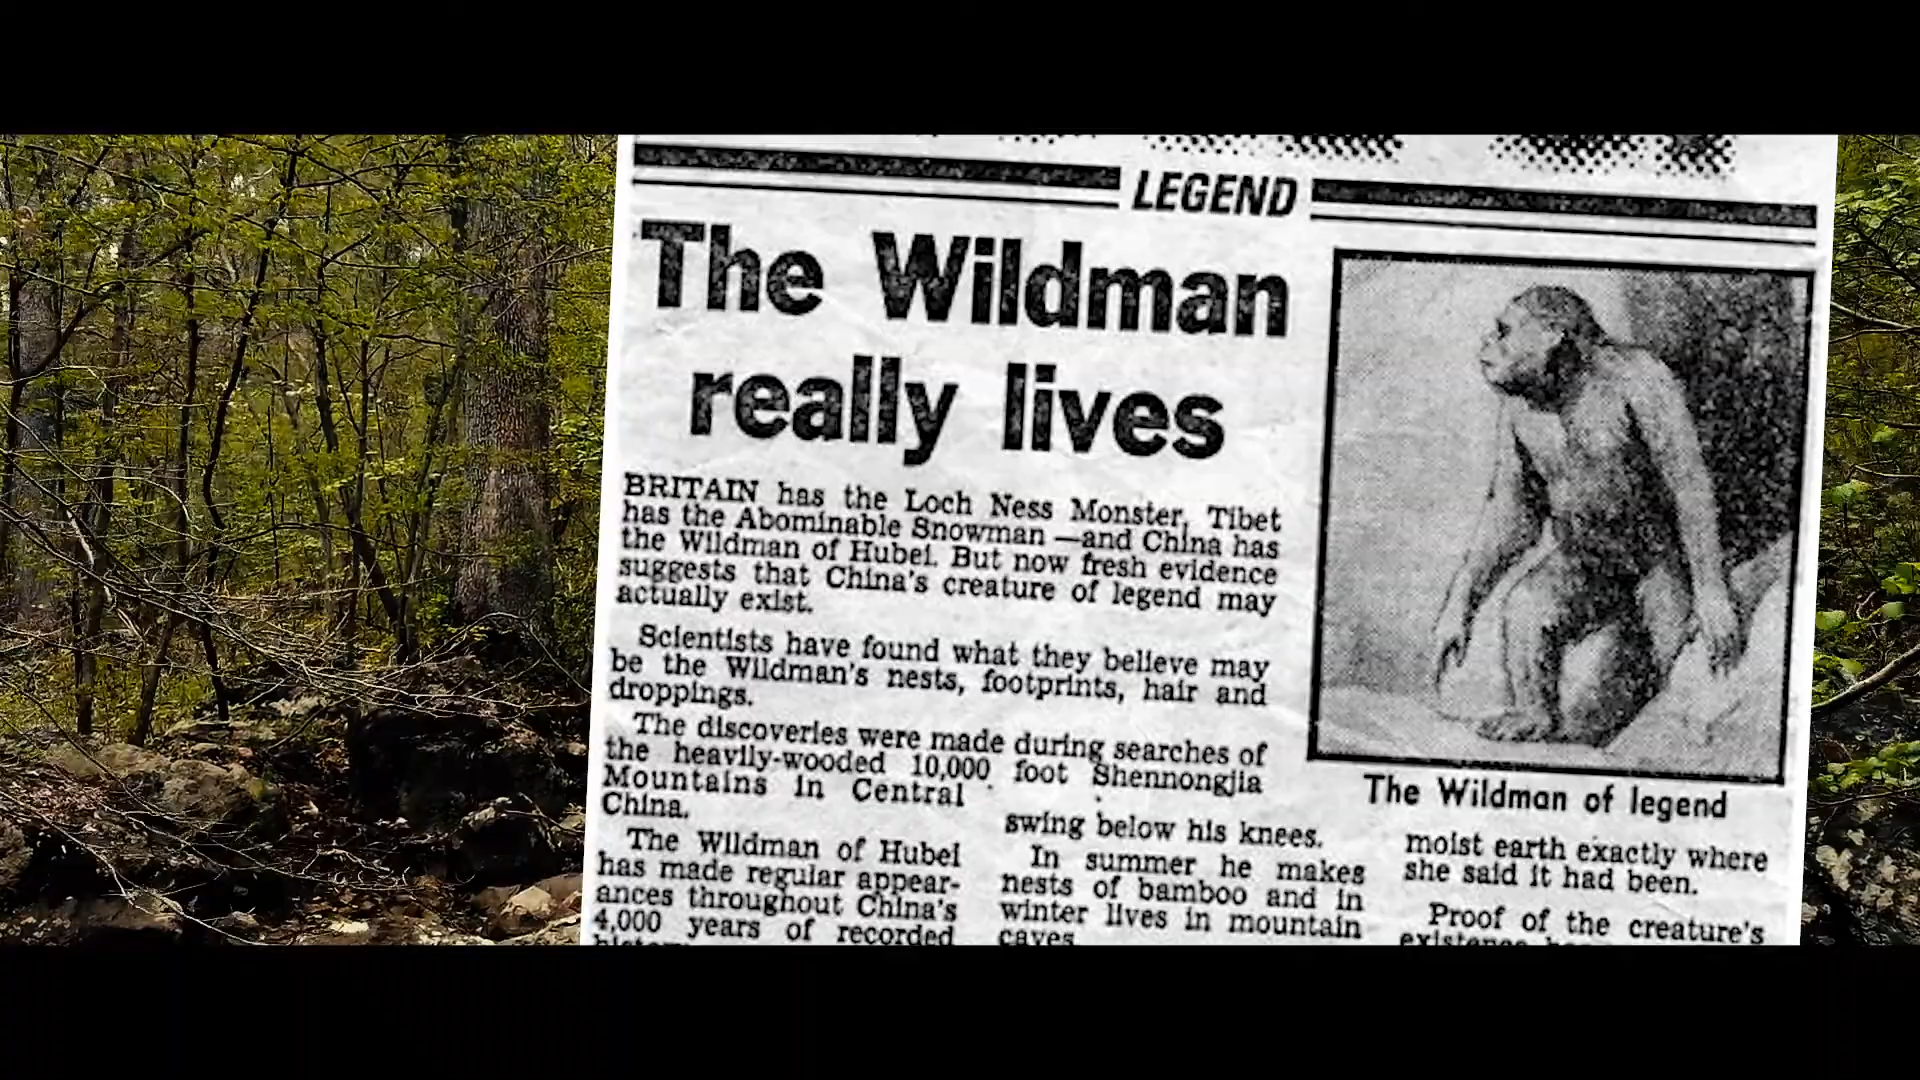 LEGEND
The Wildman
really lives
BRITAIN has the Loch Ness Monster, Tibet
has the Abominable Snowman —and China has
the Wildman of Hubei. But now fresh evidence
suggests that China's creature of legend may
actually exist.
Scientists have found what they believe may
be the Wildman's nests, footprints, hair and
droppings.
The discoveries were made during searches of
the heavily-wooded 10,000 foot Shennongjia
Mountains in Central
China.
The Wildman of Hubei
has made regular appear-
ances throughout China's
4,000 years of recorded
swing below his knees.
In summer he makes
nests of bamboo and in
winter lives in mountain
caves
The Wildman of legend
moist earth exactly where
she said it had been.
Proof of the creature's